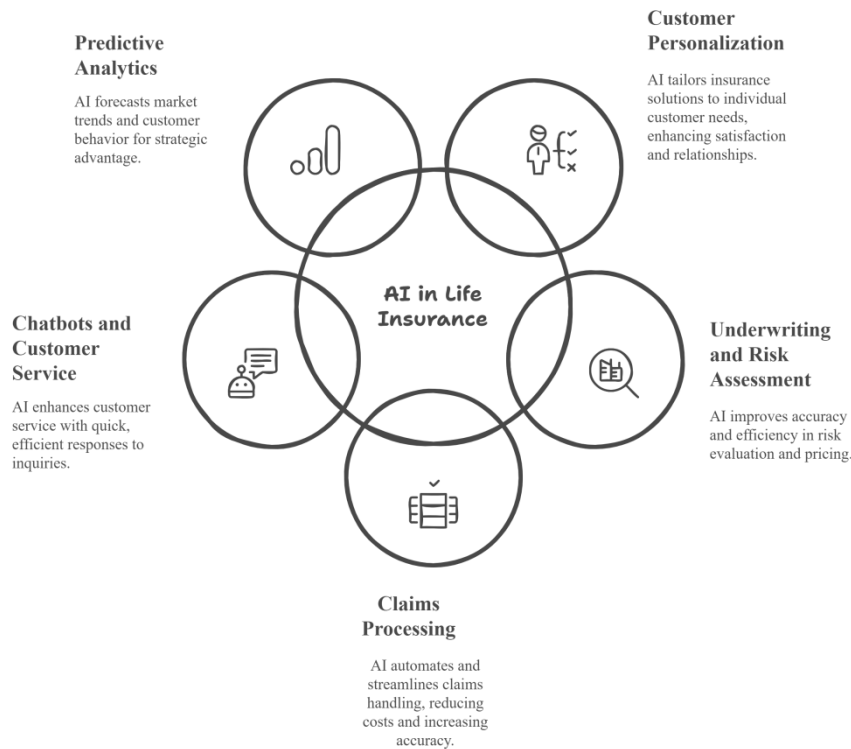 Predictive
Analytics
AI forecasts market
trends and customer
behavior for strategic
advantage.
Customer
Personalization
AI tailors insurance
solutions to individual
customer needs,
enhancing satisfaction
and relationships.
AI in Life
Insurance
Chatbots and
Customer
Service
AI enhances customer
service with quick,
efficient responses to
inquiries.
Underwriting
and Risk
Assessment
AI improves accuracy
and efficiency in risk
evaluation and pricing.
Claims
Processing
AI automates and
streamlines claims
handling, reducing
costs and increasing
accuracy.